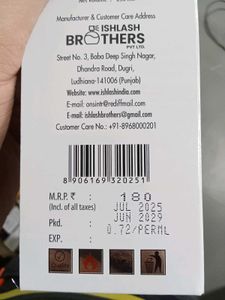 ISHLASH
BROTHERS
PVT LTD.
Manufacturer & Customer Care Address
Street No. 3, Baba Deep Singh Nagar,
Dhandra Road, Dugri,
Ludhiana-141006 (Punjab)
Website: www.ishlashindia.com
E-mail: onsintr@rediffmail.com
E-mail: ishlashbrothers@gmail.com
Customer Care No.: +91-8968000201
8 906169 320251
M.R.P. ₹ : 180
(Incl. of all taxes) JUL 2025
Pkd. : JUN 2029
EXP. : 0.72/PERML